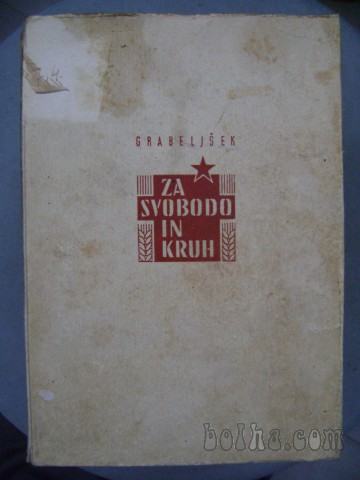 GRABELJŠEK
ZA
SVOBODO
IN
KRUH
bolha.com